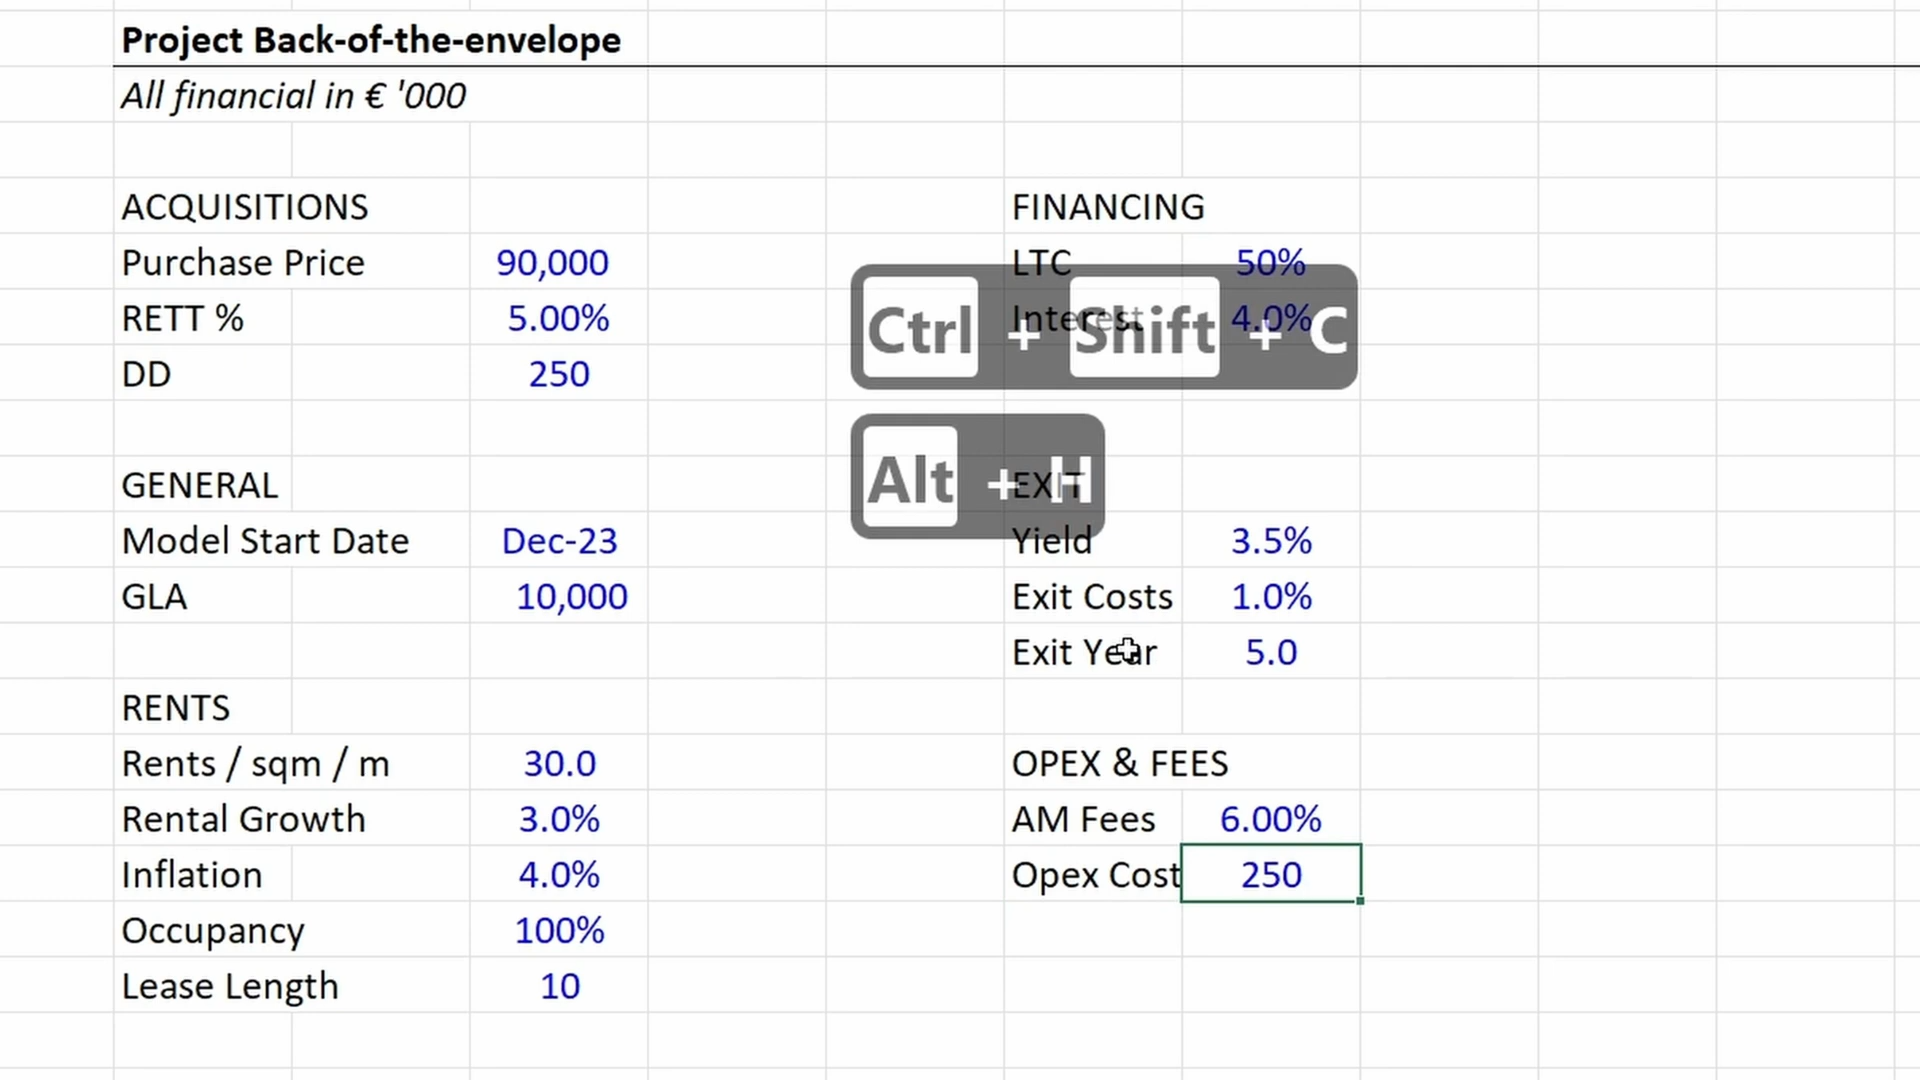 Project Back-of-the-envelope
All financial in € '000
ACQUISITIONS
Purchase Price 90,000
RETT % 5.00%
DD 250
GENERAL
Model Start Date Dec-23
GLA 10,000
RENTS
Rents / sqm / m 30.0
Rental Growth 3.0%
Inflation 4.0%
Occupancy 100%
Lease Length 10
FINANCING
LTC 50%
Interest 4.0%
Ctrl + Shift + C
Alt + H
EXIT
Yield 3.5%
Exit Costs 1.0%
Exit Year 5.0
OPEX & FEES
AM Fees 6.00%
Opex Cost 250